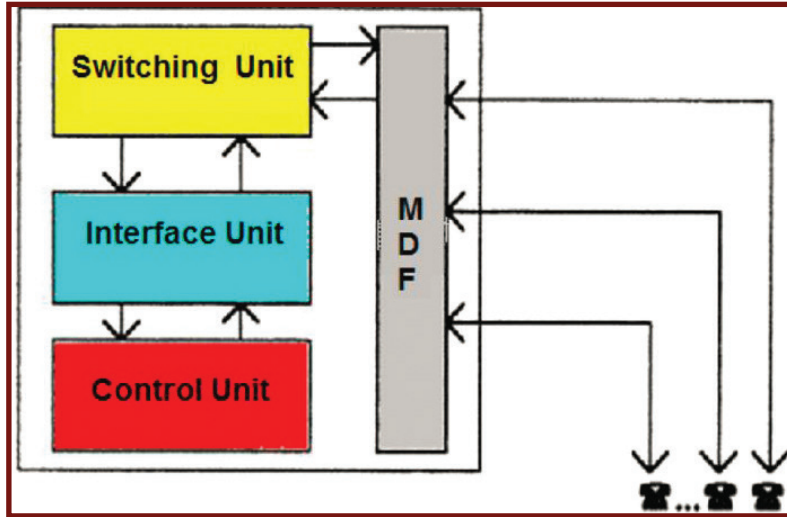 Switching Unit
Interface Unit
Control Unit
M
D
F
...